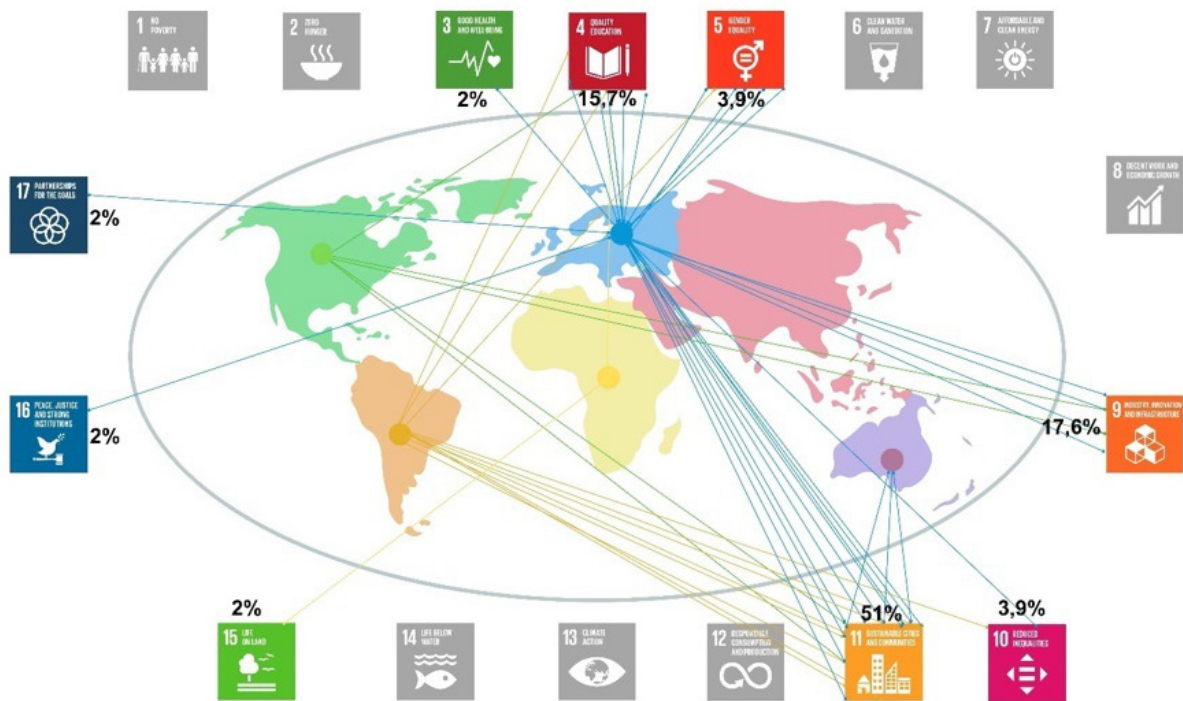 1 NO
POVERTY
2 ZERO
HUNGER
3 GOOD HEALTH
AND WELL-BEING
4 QUALITY
EDUCATION
5 GENDER
EQUALITY
6 CLEAN WATER
AND SANITATION
7 AFFORDABLE AND
CLEAN ENERGY
2%
15,7%
3,9%
8 DECENT WORK AND
ECONOMIC GROWTH
17 PARTNERSHIPS
FOR THE GOALS
2%
16 PEACE, JUSTICE
AND STRONG
INSTITUTIONS
2%
9 INDUSTRY, INNOVATION
AND INFRASTRUCTURE
17,6%
2%
51%
3,9%
15 LIFE
ON LAND
14 LIFE BELOW
WATER
13 CLIMATE
ACTION
12 RESPONSIBLE
CONSUMPTION
AND PRODUCTION
11 SUSTAINABLE CITIES
AND COMMUNITIES
10 REDUCED
INEQUALITIES